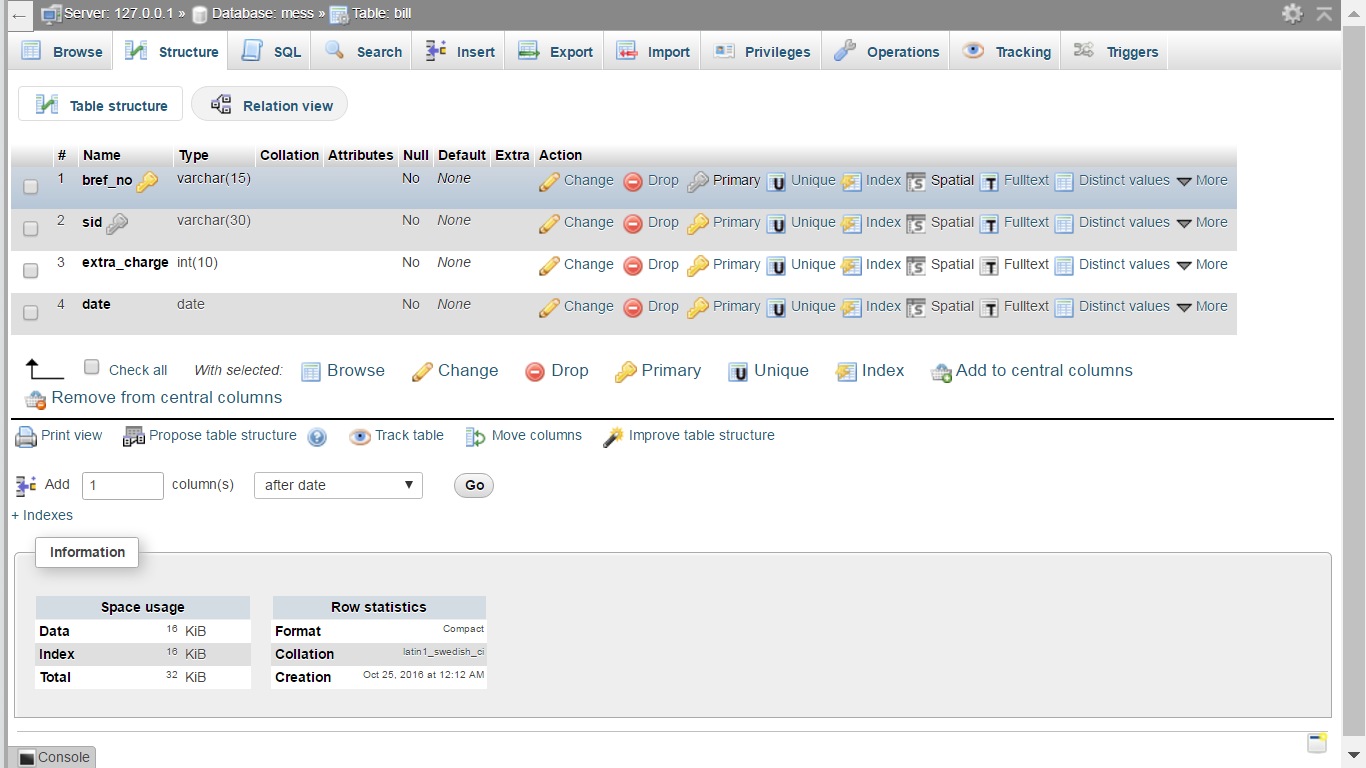 Server: 127.0.0.1 » Database: mess » Table: bill
Browse Structure SQL Search Insert Export Import Privileges Operations Tracking Triggers
Table structure Relation view
# Name Type Collation Attributes Null Default Extra Action
1 bref_no varchar(15) No None Change Drop Primary Unique Index Spatial Fulltext Distinct values More
2 sid varchar(30) No None Change Drop Primary Unique Index Spatial Fulltext Distinct values More
3 extra_charge int(10) No None Change Drop Primary Unique Index Spatial Fulltext Distinct values More
4 date date No None Change Drop Primary Unique Index Spatial Fulltext Distinct values More
Check all With selected: Browse Change Drop Primary Unique Index Add to central columns
Remove from central columns
Print view Propose table structure Track table Move columns Improve table structure
Add 1 column(s) after date Go
+ Indexes
Information
Space usage Row statistics
Data 16 KiB Format Compact
Index 16 KiB Collation latin1_swedish_ci
Total 32 KiB Creation Oct 25, 2016 at 12:12 AM
Console